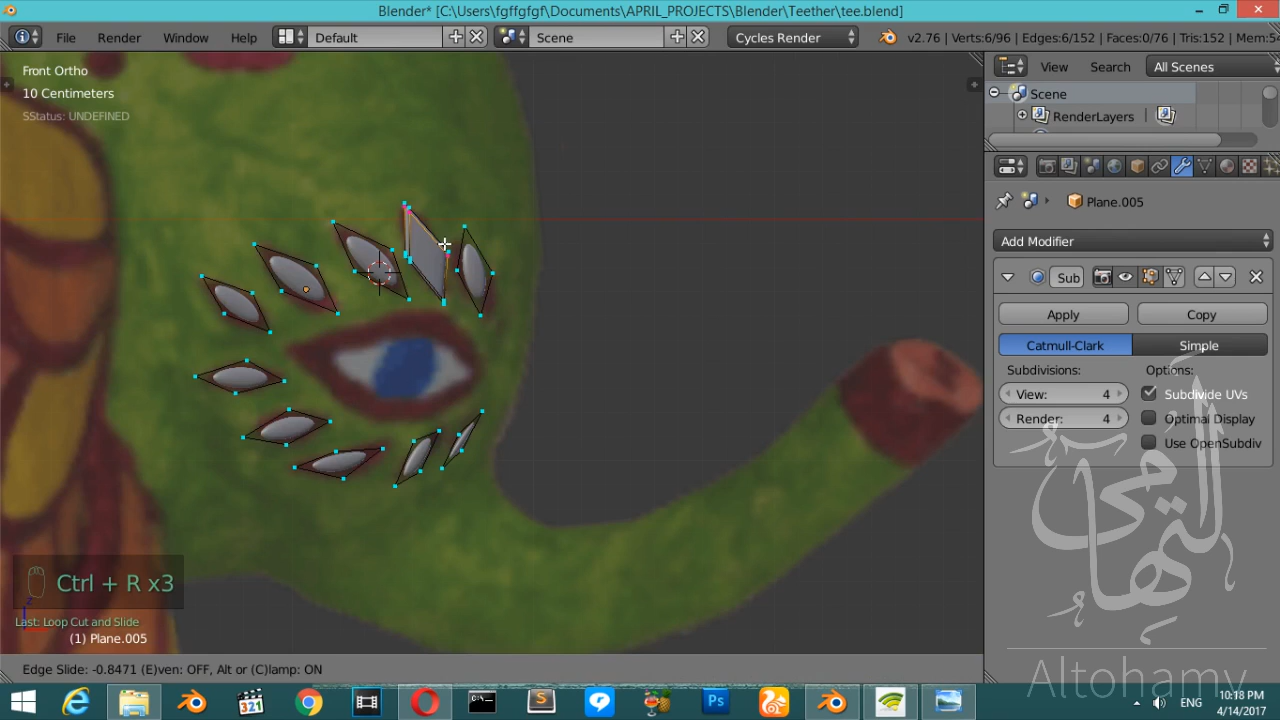 Blender* [C:\Users\fgffgfgf\Documents\APRIL_PROJECTS\Blender\Teether\tee.blend]
File Render Window Help Default Scene Cycles Render v2.76 | Verts:6/96 | Edges:6/152 | Faces:0/76 | Tris:152 | Mem:54
Front Ortho
10 Centimeters
SStatus: UNDEFINED
View Search All Scenes
Scene
RenderLayers
Plane.005
Add Modifier
Sub
Apply Copy
Catmull-Clark Simple
Subdivisions: Options:
View: 4 Subdivide UVs
Render: 4 Optimal Display
Use OpenSubdiv
التهامي
Ctrl + R x3
Last: Loop Cut and Slide
(1) Plane.005
Edge Slide: -0.8471 (E)ven: OFF, Alt or (C)lamp: ON
Altohamy
321
Ps
ENG
10:18 PM
4/14/2017